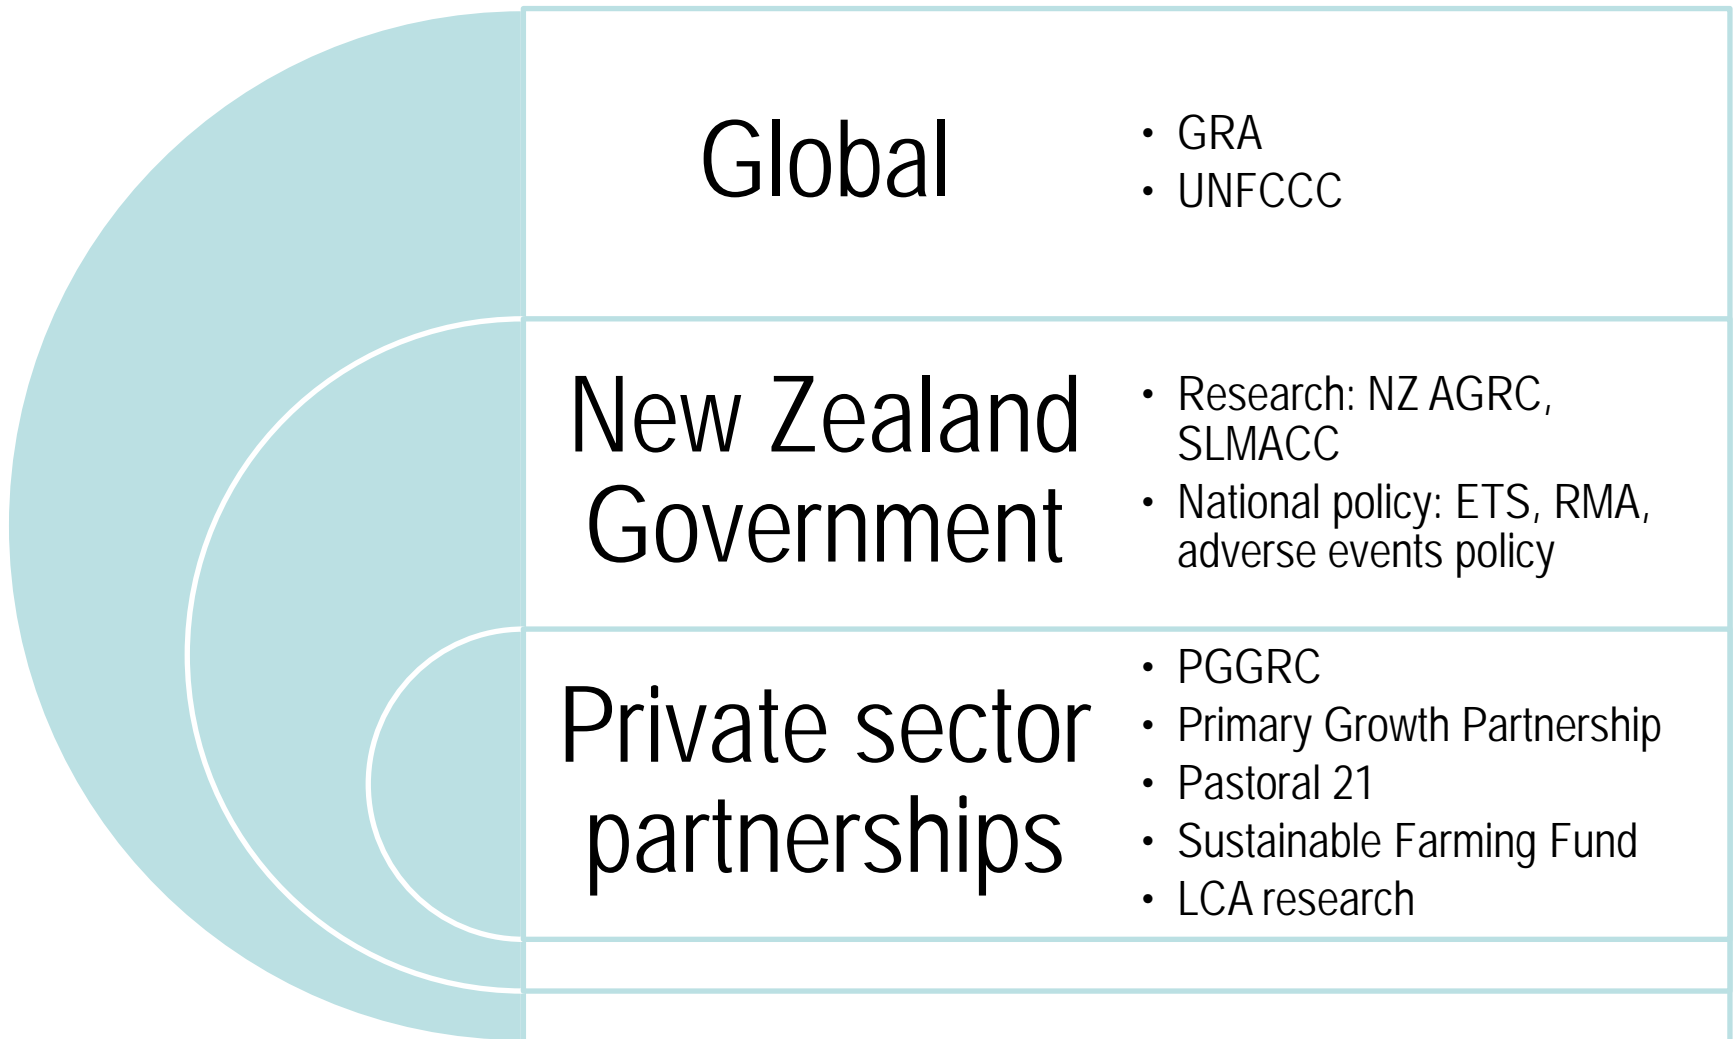 Global
• GRA
• UNFCCC
New Zealand
Government
• Research: NZ AGRC,
SLMACC
• National policy: ETS, RMA,
adverse events policy
Private sector
partnerships
• PGGRC
• Primary Growth Partnership
• Pastoral 21
• Sustainable Farming Fund
• LCA research